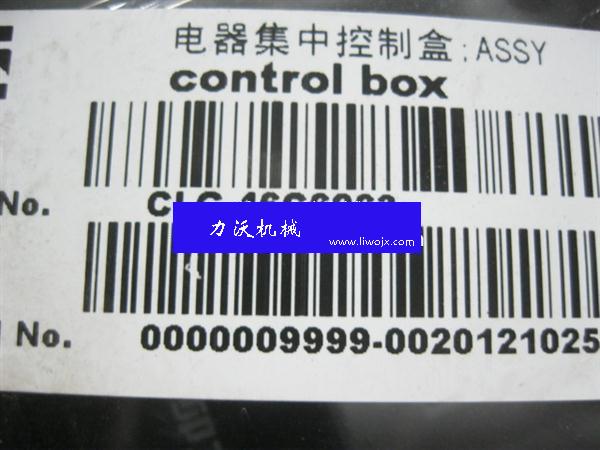 电器集中控制盒;ASSY
control box
No.
力沃机械
www.liwojx.com
No. 0000009999-0020121025